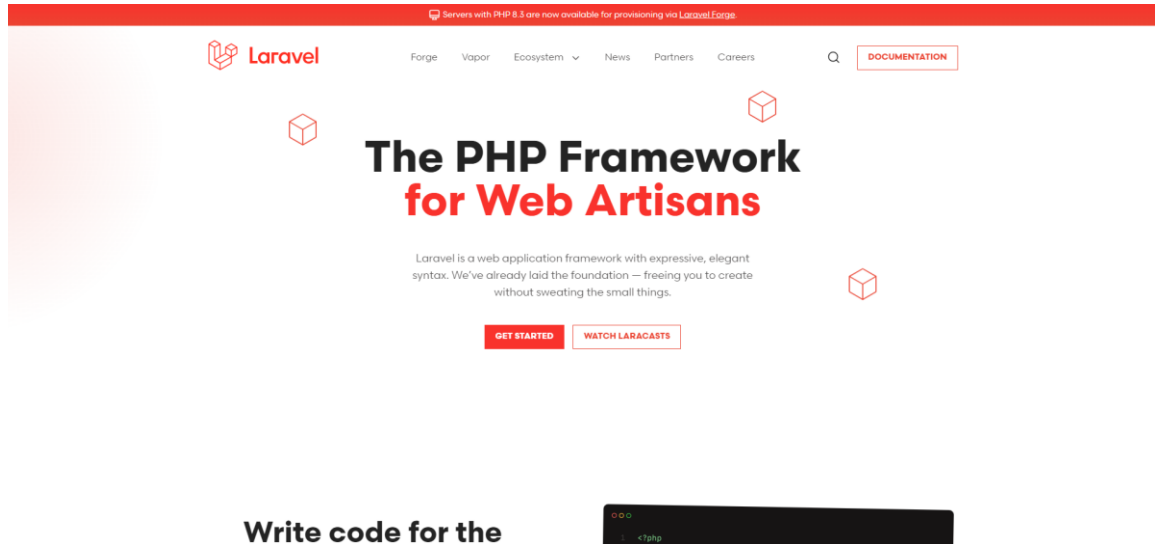 Servers with PHP 8.3 are now available for provisioning via Laravel Forge.
Laravel
Forge Vapor Ecosystem News Partners Careers
DOCUMENTATION
The PHP Framework
for Web Artisans
Laravel is a web application framework with expressive, elegant
syntax. We've already laid the foundation — freeing you to create
without sweating the small things.
GET STARTED WATCH LARACASTS
Write code for the
1 <?php